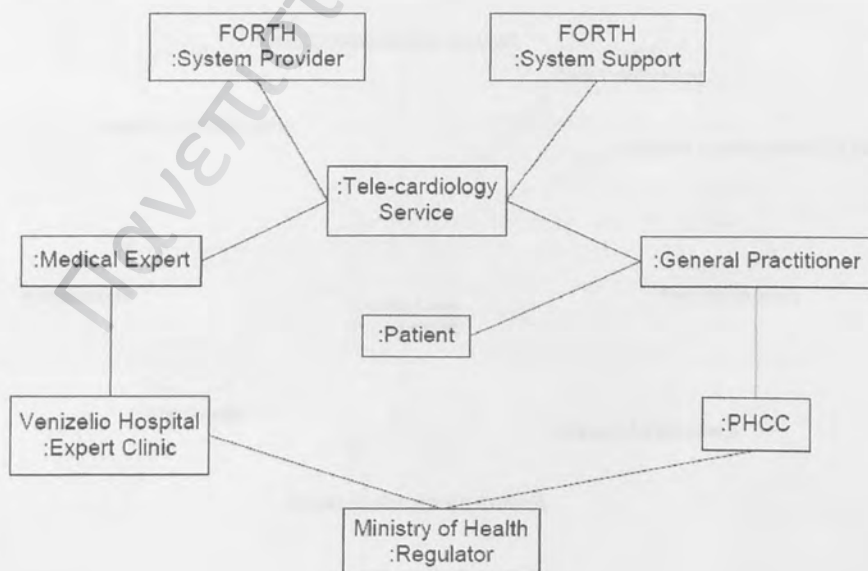 FORTH
:System Provider
FORTH
:System Support
:Tele-cardiology
Service
:Medical Expert
:General Practitioner
:Patient
Venizelio Hospital
:Expert Clinic
:PHCC
Ministry of Health
:Regulator